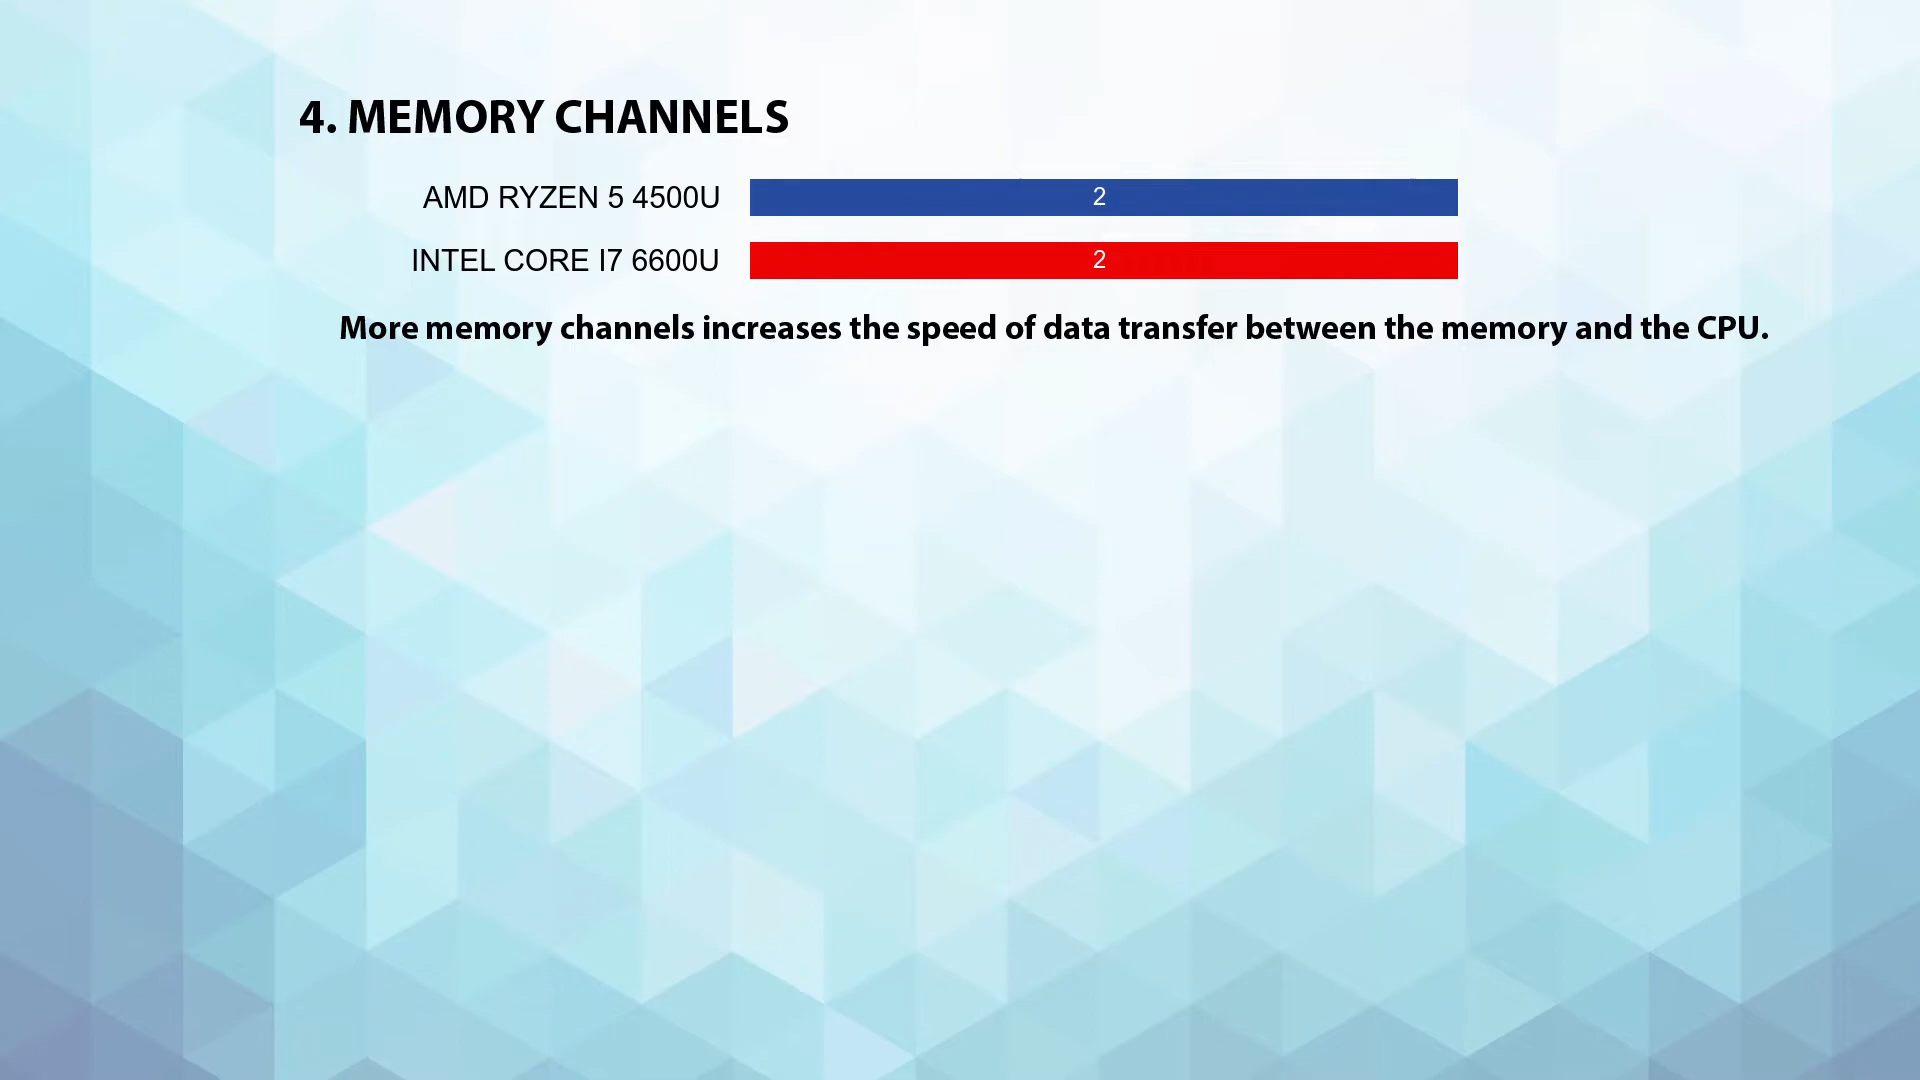 4. MEMORY CHANNELS
AMD RYZEN 5 4500U 2
INTEL CORE I7 6600U 2
More memory channels increases the speed of data transfer between the memory and the CPU.